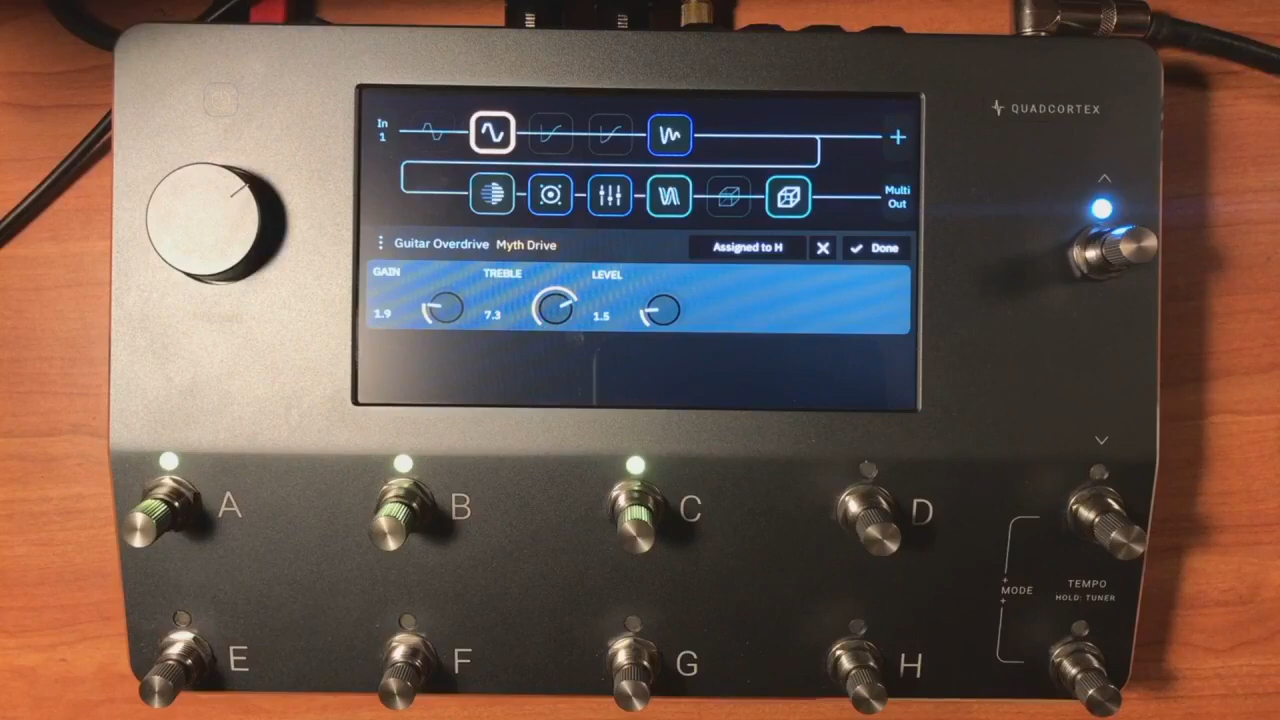 QUADCORTEX
In
1
Multi
Out
Guitar Overdrive Myth Drive
Assigned to H
Done
GAIN
1.9
TREBLE
7.3
LEVEL
1.5
A
B
C
D
MODE
TEMPO
HOLD: TUNER
E
F
G
H